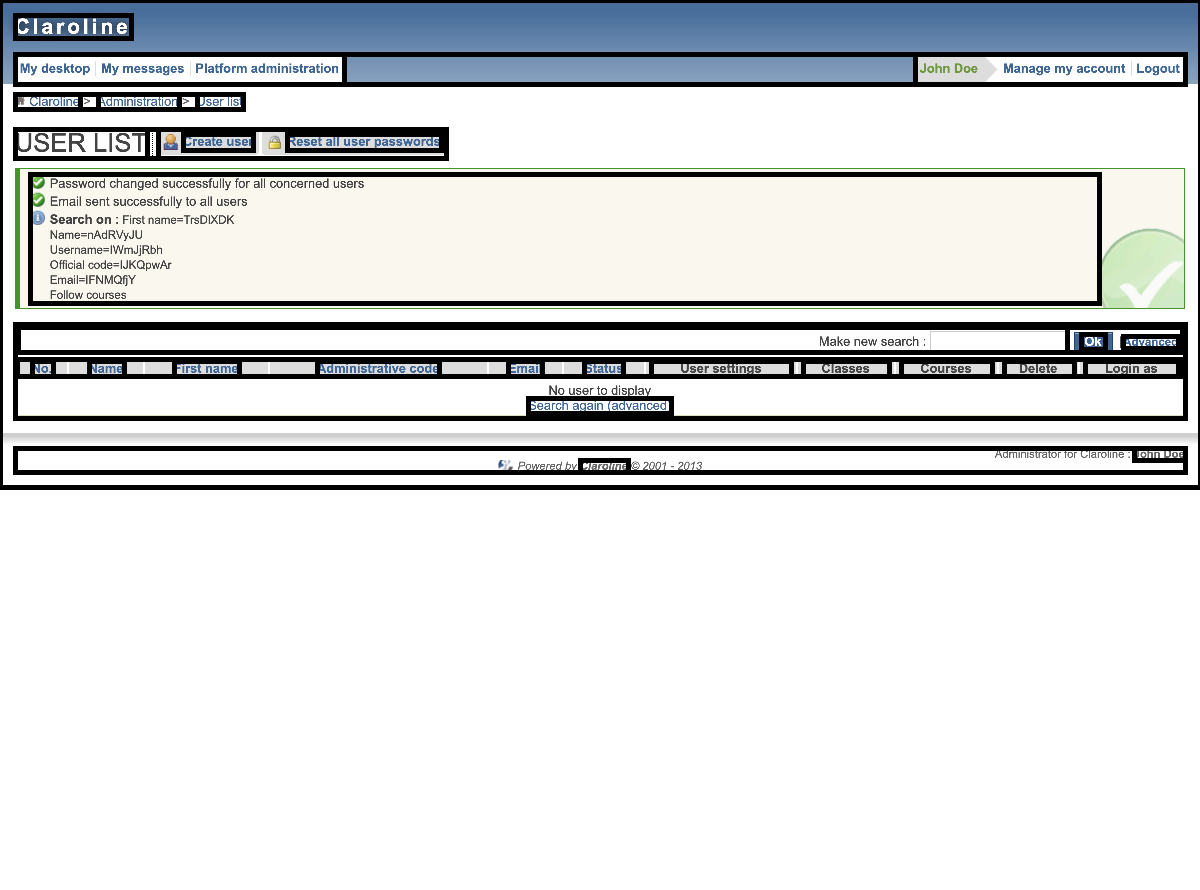 Claroline
My desktop My messages Platform administration John Doe Manage my account Logout
Claroline > Administration > User list
USER LIST Create user Reset all user passwords
Password changed successfully for all concerned users
Email sent successfully to all users
Search on : First name=TrsDlXDK
Name=nAdRVyJU
Username=IWmJjRbh
Official code=IJKQpwAr
Email=IFNMQfjY
Follow courses
Make new search : Ok Advanced
No. Name First name Administrative code Email Status User settings Classes Courses Delete Login as
No user to display
Search again (advanced)
Administrator for Claroline : John Doe
Powered by Claroline © 2001 - 2013